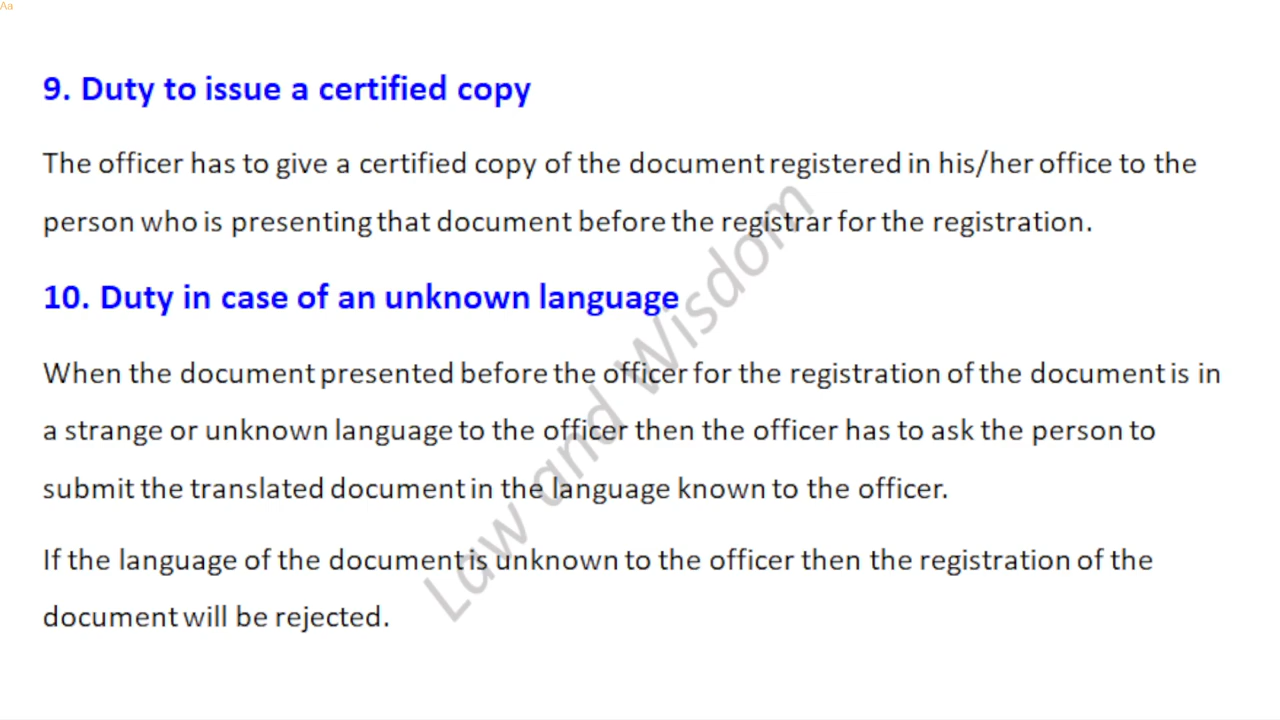 Aa
9. Duty to issue a certified copy
The officer has to give a certified copy of the document registered in his/her office to the
person who is presenting that document before the registrar for the registration.
10. Duty in case of an unknown language
When the document presented before the officer for the registration of the document is in
a strange or unknown language to the officer then the officer has to ask the person to
submit the translated document in the language known to the officer.
If the language of the document is unknown to the officer then the registration of the
document will be rejected.
Law and Wisdom